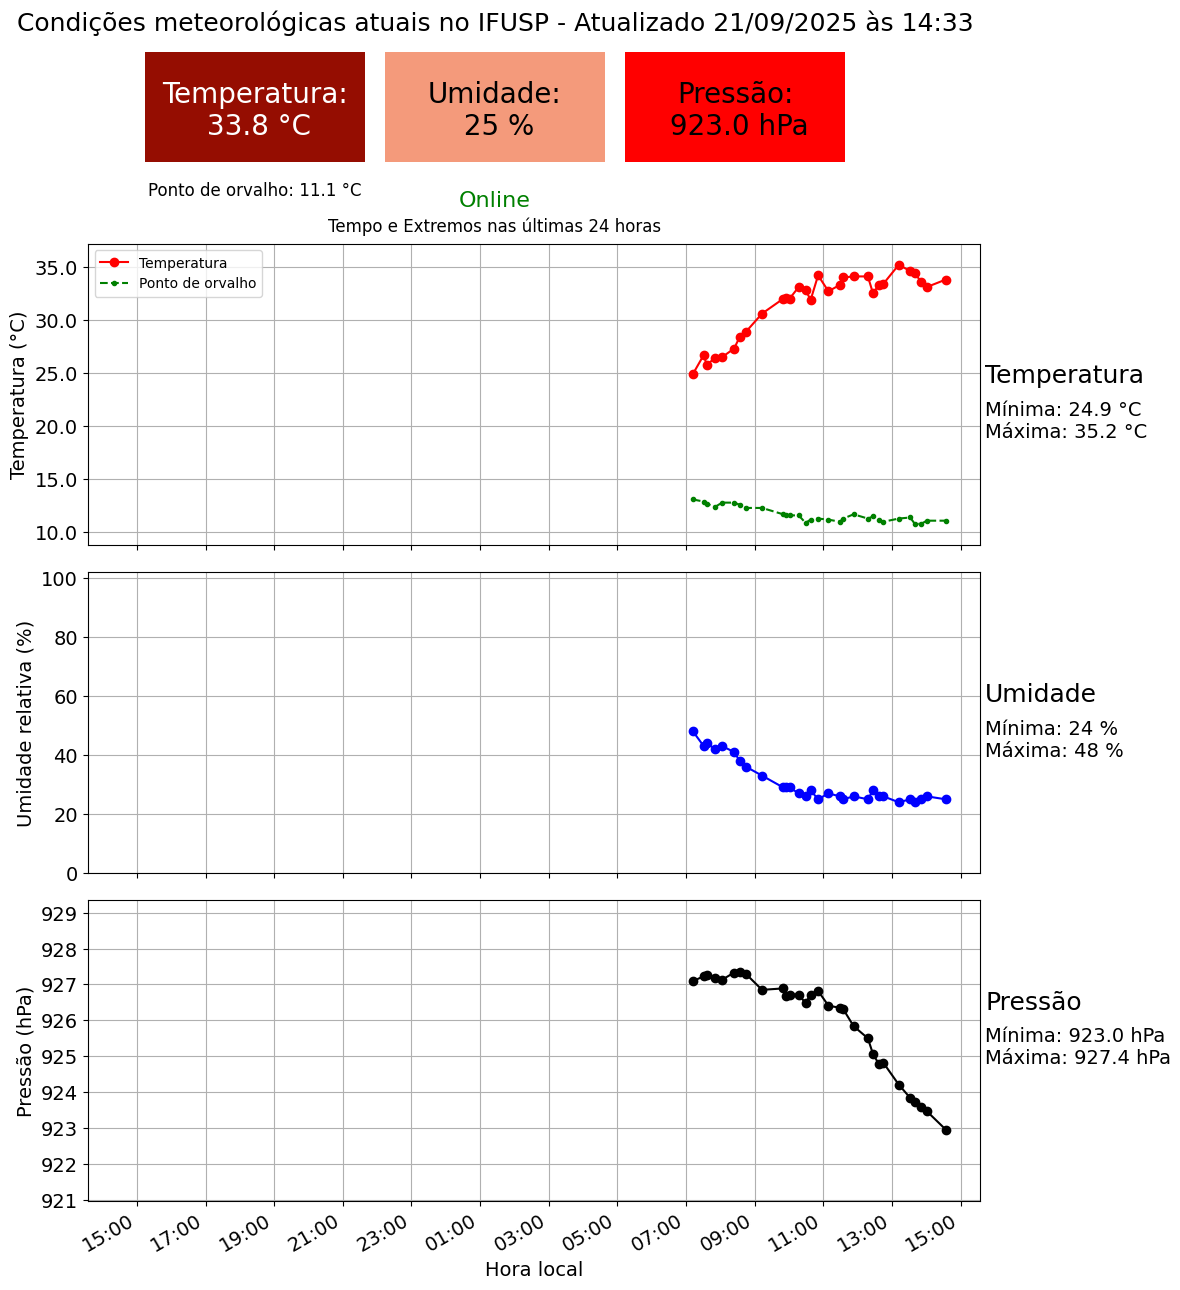 Condições meteorológicas atuais no IFUSP - Atualizado 21/09/2025 às 14:33
Temperatura:
33.8 °C
Umidade:
25 %
Pressão:
923.0 hPa
Ponto de orvalho: 11.1 °C
Online
Tempo e Extremos nas últimas 24 horas
Temperatura
Ponto de orvalho
Temperatura (°C)
35.0
30.0
25.0
20.0
15.0
10.0
Temperatura
Mínima: 24.9 °C
Máxima: 35.2 °C
Umidade relativa (%)
100
80
60
40
20
0
Umidade
Mínima: 24 %
Máxima: 48 %
Pressão (hPa)
929
928
927
926
925
924
923
922
921
Pressão
Mínima: 923.0 hPa
Máxima: 927.4 hPa
15:00
17:00
19:00
21:00
23:00
01:00
03:00
05:00
07:00
09:00
11:00
13:00
15:00
Hora local